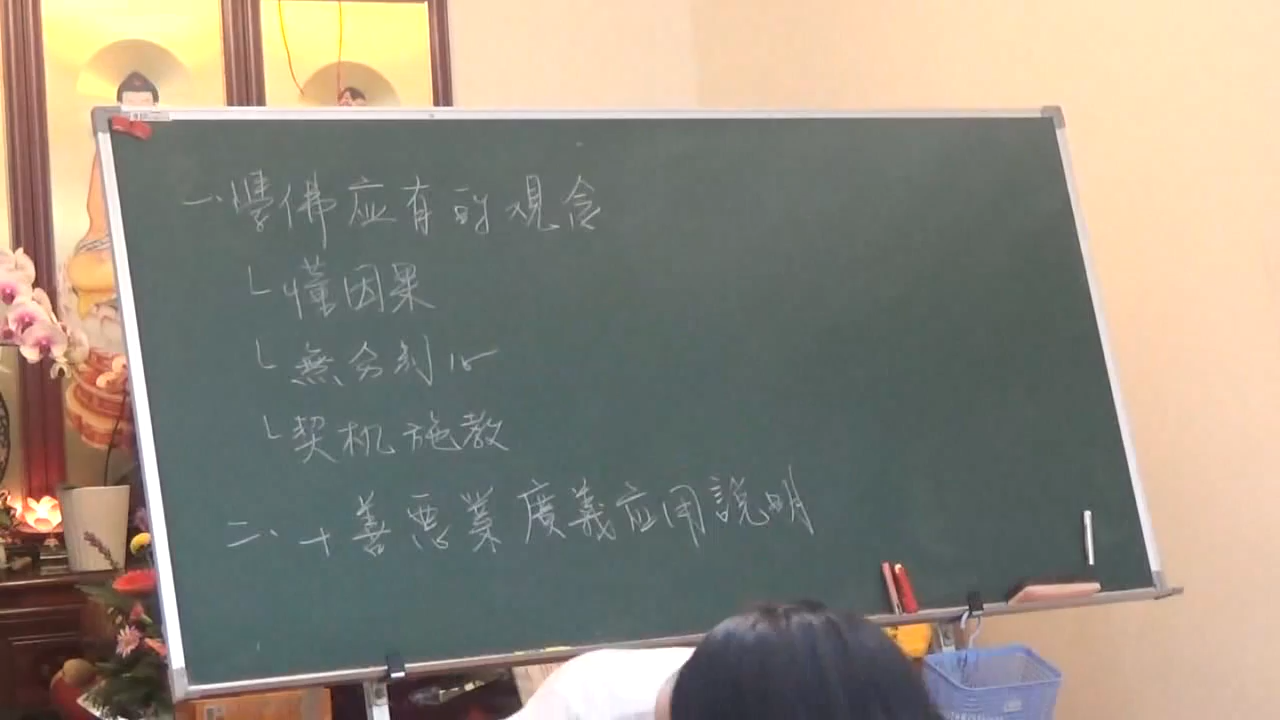 一、學佛应有的观念
└懂因果
└無分别心
└契机施教
二、十善惡業廣義应用說明